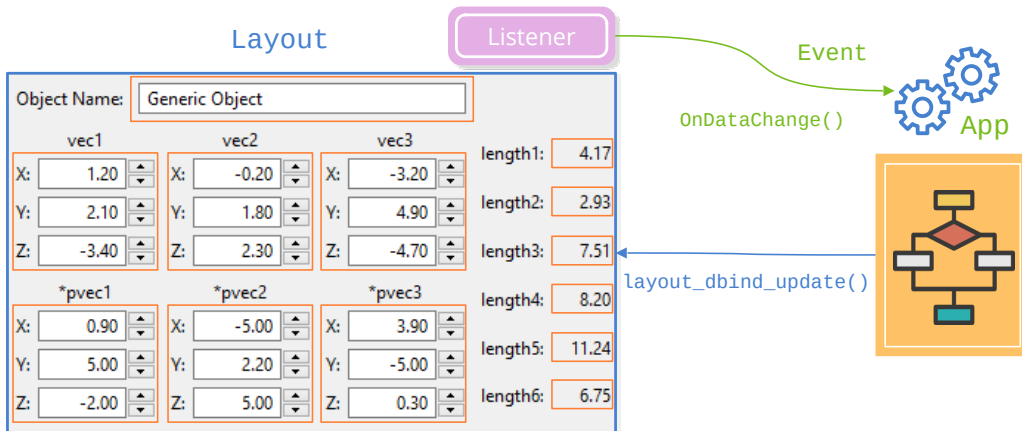 Layout
Listener
Event
OnDataChange()
App
Object Name: Generic Object
vec1 vec2 vec3
X: 1.20 X: -0.20 X: -3.20
Y: 2.10 Y: 1.80 Y: 4.90
Z: -3.40 Z: 2.30 Z: -4.70
*pvec1 *pvec2 *pvec3
X: 0.90 X: -5.00 X: 3.90
Y: 5.00 Y: 2.20 Y: -5.00
Z: -2.00 Z: 5.00 Z: 0.30
length1: 4.17
length2: 2.93
length3: 7.51
length4: 8.20
length5: 11.24
length6: 6.75
layout_dbind_update()